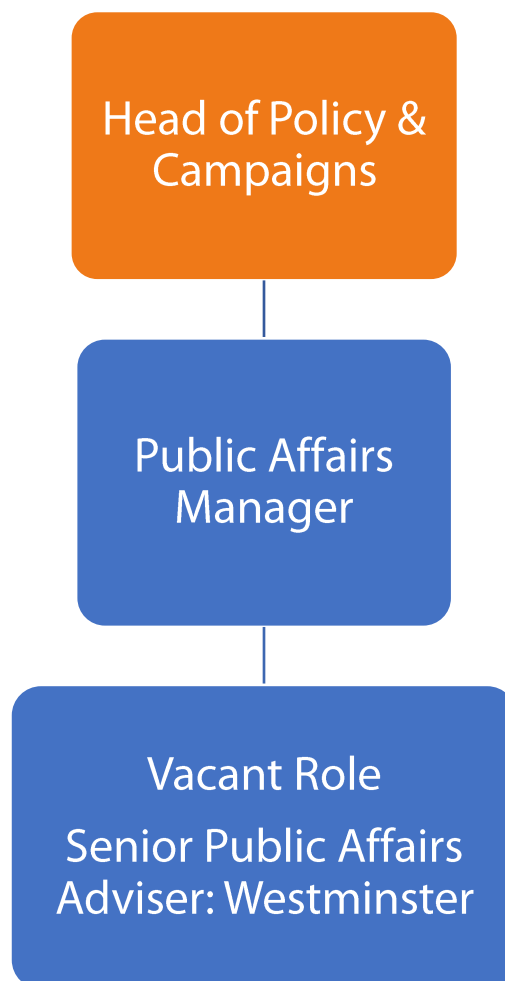 Head of Policy &
Campaigns
Public Affairs
Manager
Vacant Role
Senior Public Affairs
Adviser: Westminster